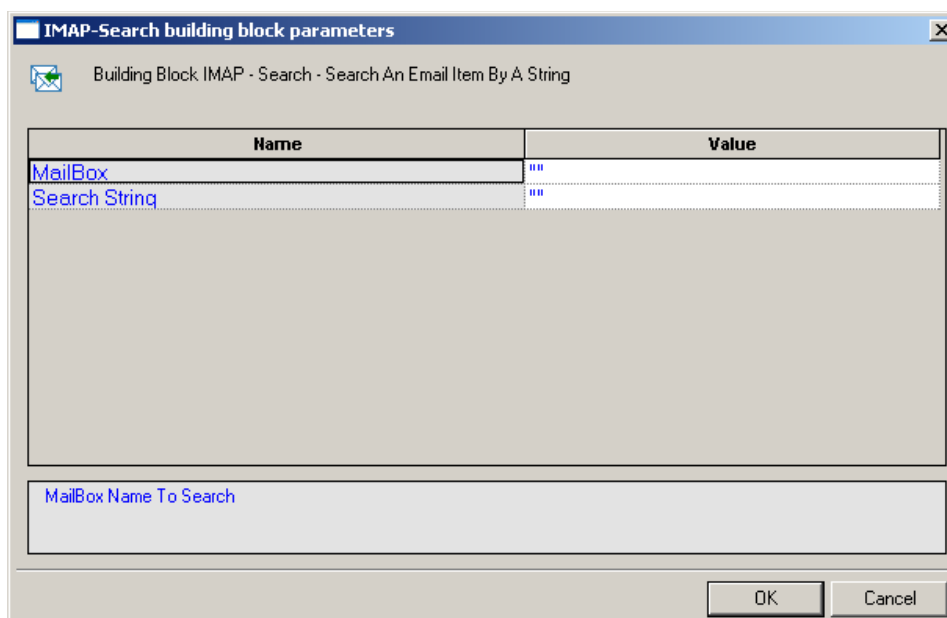 IMAP-Search building block parameters
Building Block IMAP - Search - Search An Email Item By A String
Name Value
MailBox ""
Search String ""
MailBox Name To Search
OK Cancel